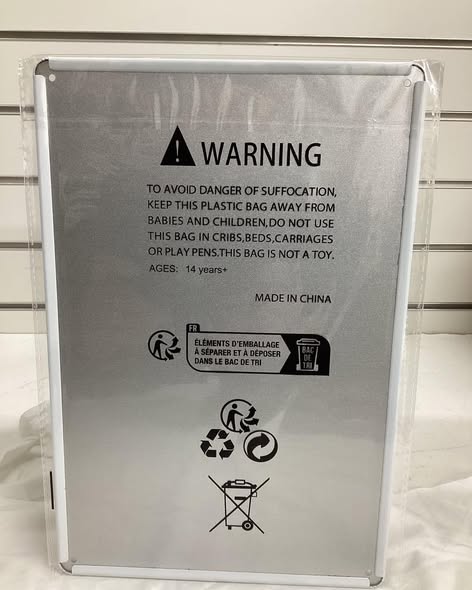 WARNING
TO AVOID DANGER OF SUFFOCATION,
KEEP THIS PLASTIC BAG AWAY FROM
BABIES AND CHILDREN,DO NOT USE
THIS BAG IN CRIBS,BEDS,CARRIAGES
OR PLAY PENS.THIS BAG IS NOT A TOY.
AGES: 14 years+
MADE IN CHINA
FR
ÉLÉMENTS D'EMBALLAGE
À SÉPARER ET À DÉPOSER
DANS LE BAC DE TRI
BAC
DE
TRI